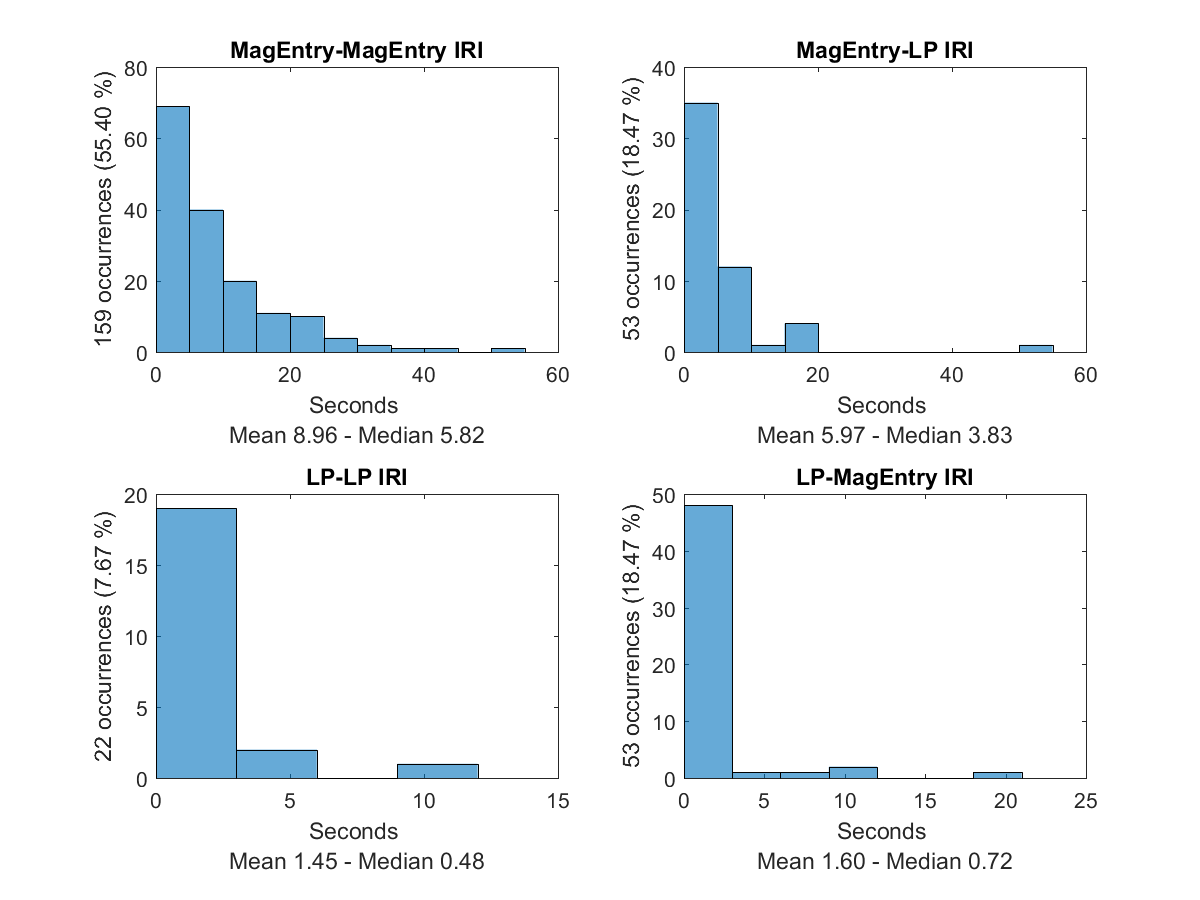 MagEntry-MagEntry IRI
159 occurrences (55.40 %)
80
60
40
20
0
0 20 40 60
Seconds
Mean 8.96 - Median 5.82
MagEntry-LP IRI
53 occurrences (18.47 %)
40
30
20
10
0
0 20 40 60
Seconds
Mean 5.97 - Median 3.83
LP-LP IRI
22 occurrences (7.67 %)
20
15
10
5
0
0 5 10 15
Seconds
Mean 1.45 - Median 0.48
LP-MagEntry IRI
53 occurrences (18.47 %)
50
40
30
20
10
0
0 5 10 15 20 25
Seconds
Mean 1.60 - Median 0.72